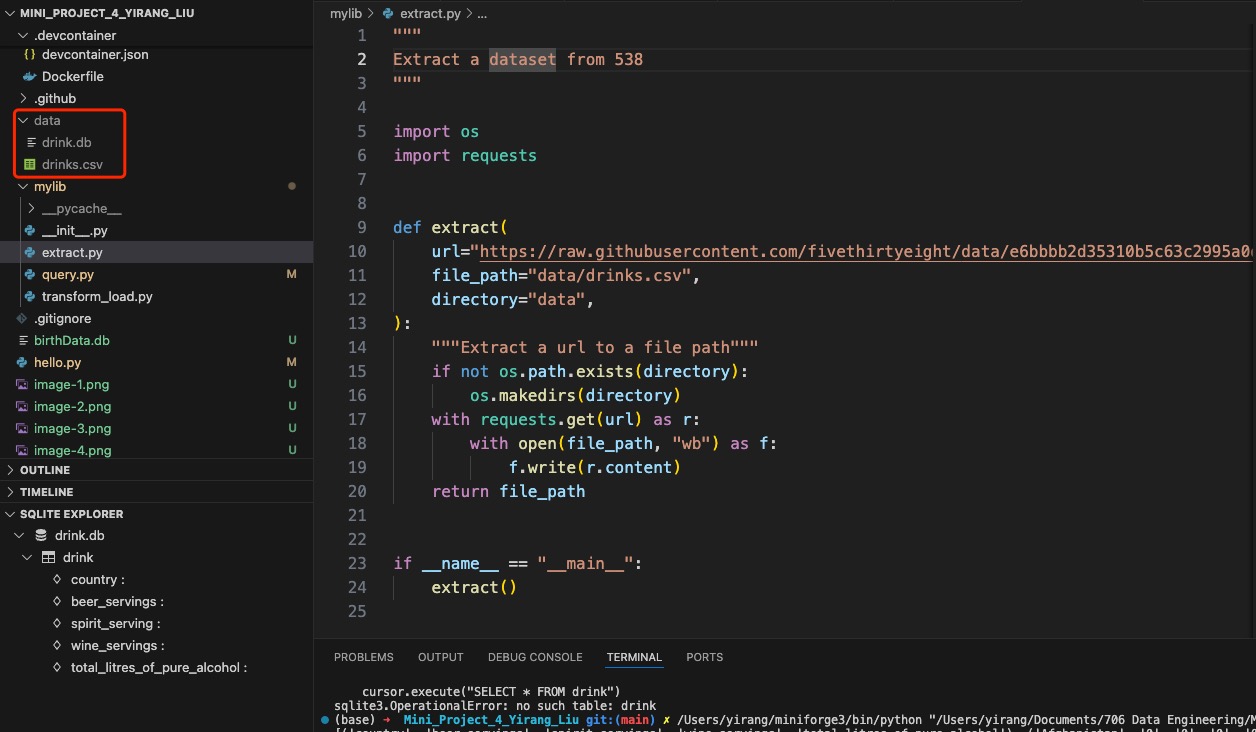 MINI_PROJECT_4_YIRANG_LIU
.devcontainer
{} devcontainer.json
Dockerfile
.github
data
drink.db
drinks.csv
mylib
__pycache__
__init__.py
extract.py
query.py M
transform_load.py
.gitignore
birthData.db U
hello.py M
image-1.png U
image-2.png U
image-3.png U
image-4.png U
OUTLINE
TIMELINE
SQLITE EXPLORER
drink.db
drink
country :
beer_servings :
spirit_serving :
wine_servings :
total_litres_of_pure_alcohol :
mylib > extract.py > ...
1 """
2 Extract a dataset from 538
3 """
4
5 import os
6 import requests
7
8
9 def extract(
10 url="https://raw.githubusercontent.com/fivethirtyeight/data/e6bbbb2d35310b5c63c2995a0
11 file_path="data/drinks.csv",
12 directory="data",
13 ):
14 """Extract a url to a file path"""
15 if not os.path.exists(directory):
16 os.makedirs(directory)
17 with requests.get(url) as r:
18 with open(file_path, "wb") as f:
19 f.write(r.content)
20 return file_path
21
22
23 if __name__ == "__main__":
24 extract()
25
PROBLEMS OUTPUT DEBUG CONSOLE TERMINAL PORTS
cursor.execute("SELECT * FROM drink")
sqlite3.OperationalError: no such table: drink
(base) → Mini_Project_4_Yirang_Liu git:(main) ✗ /Users/yirang/miniforge3/bin/python "/Users/yirang/Documents/706 Data Engineering/M